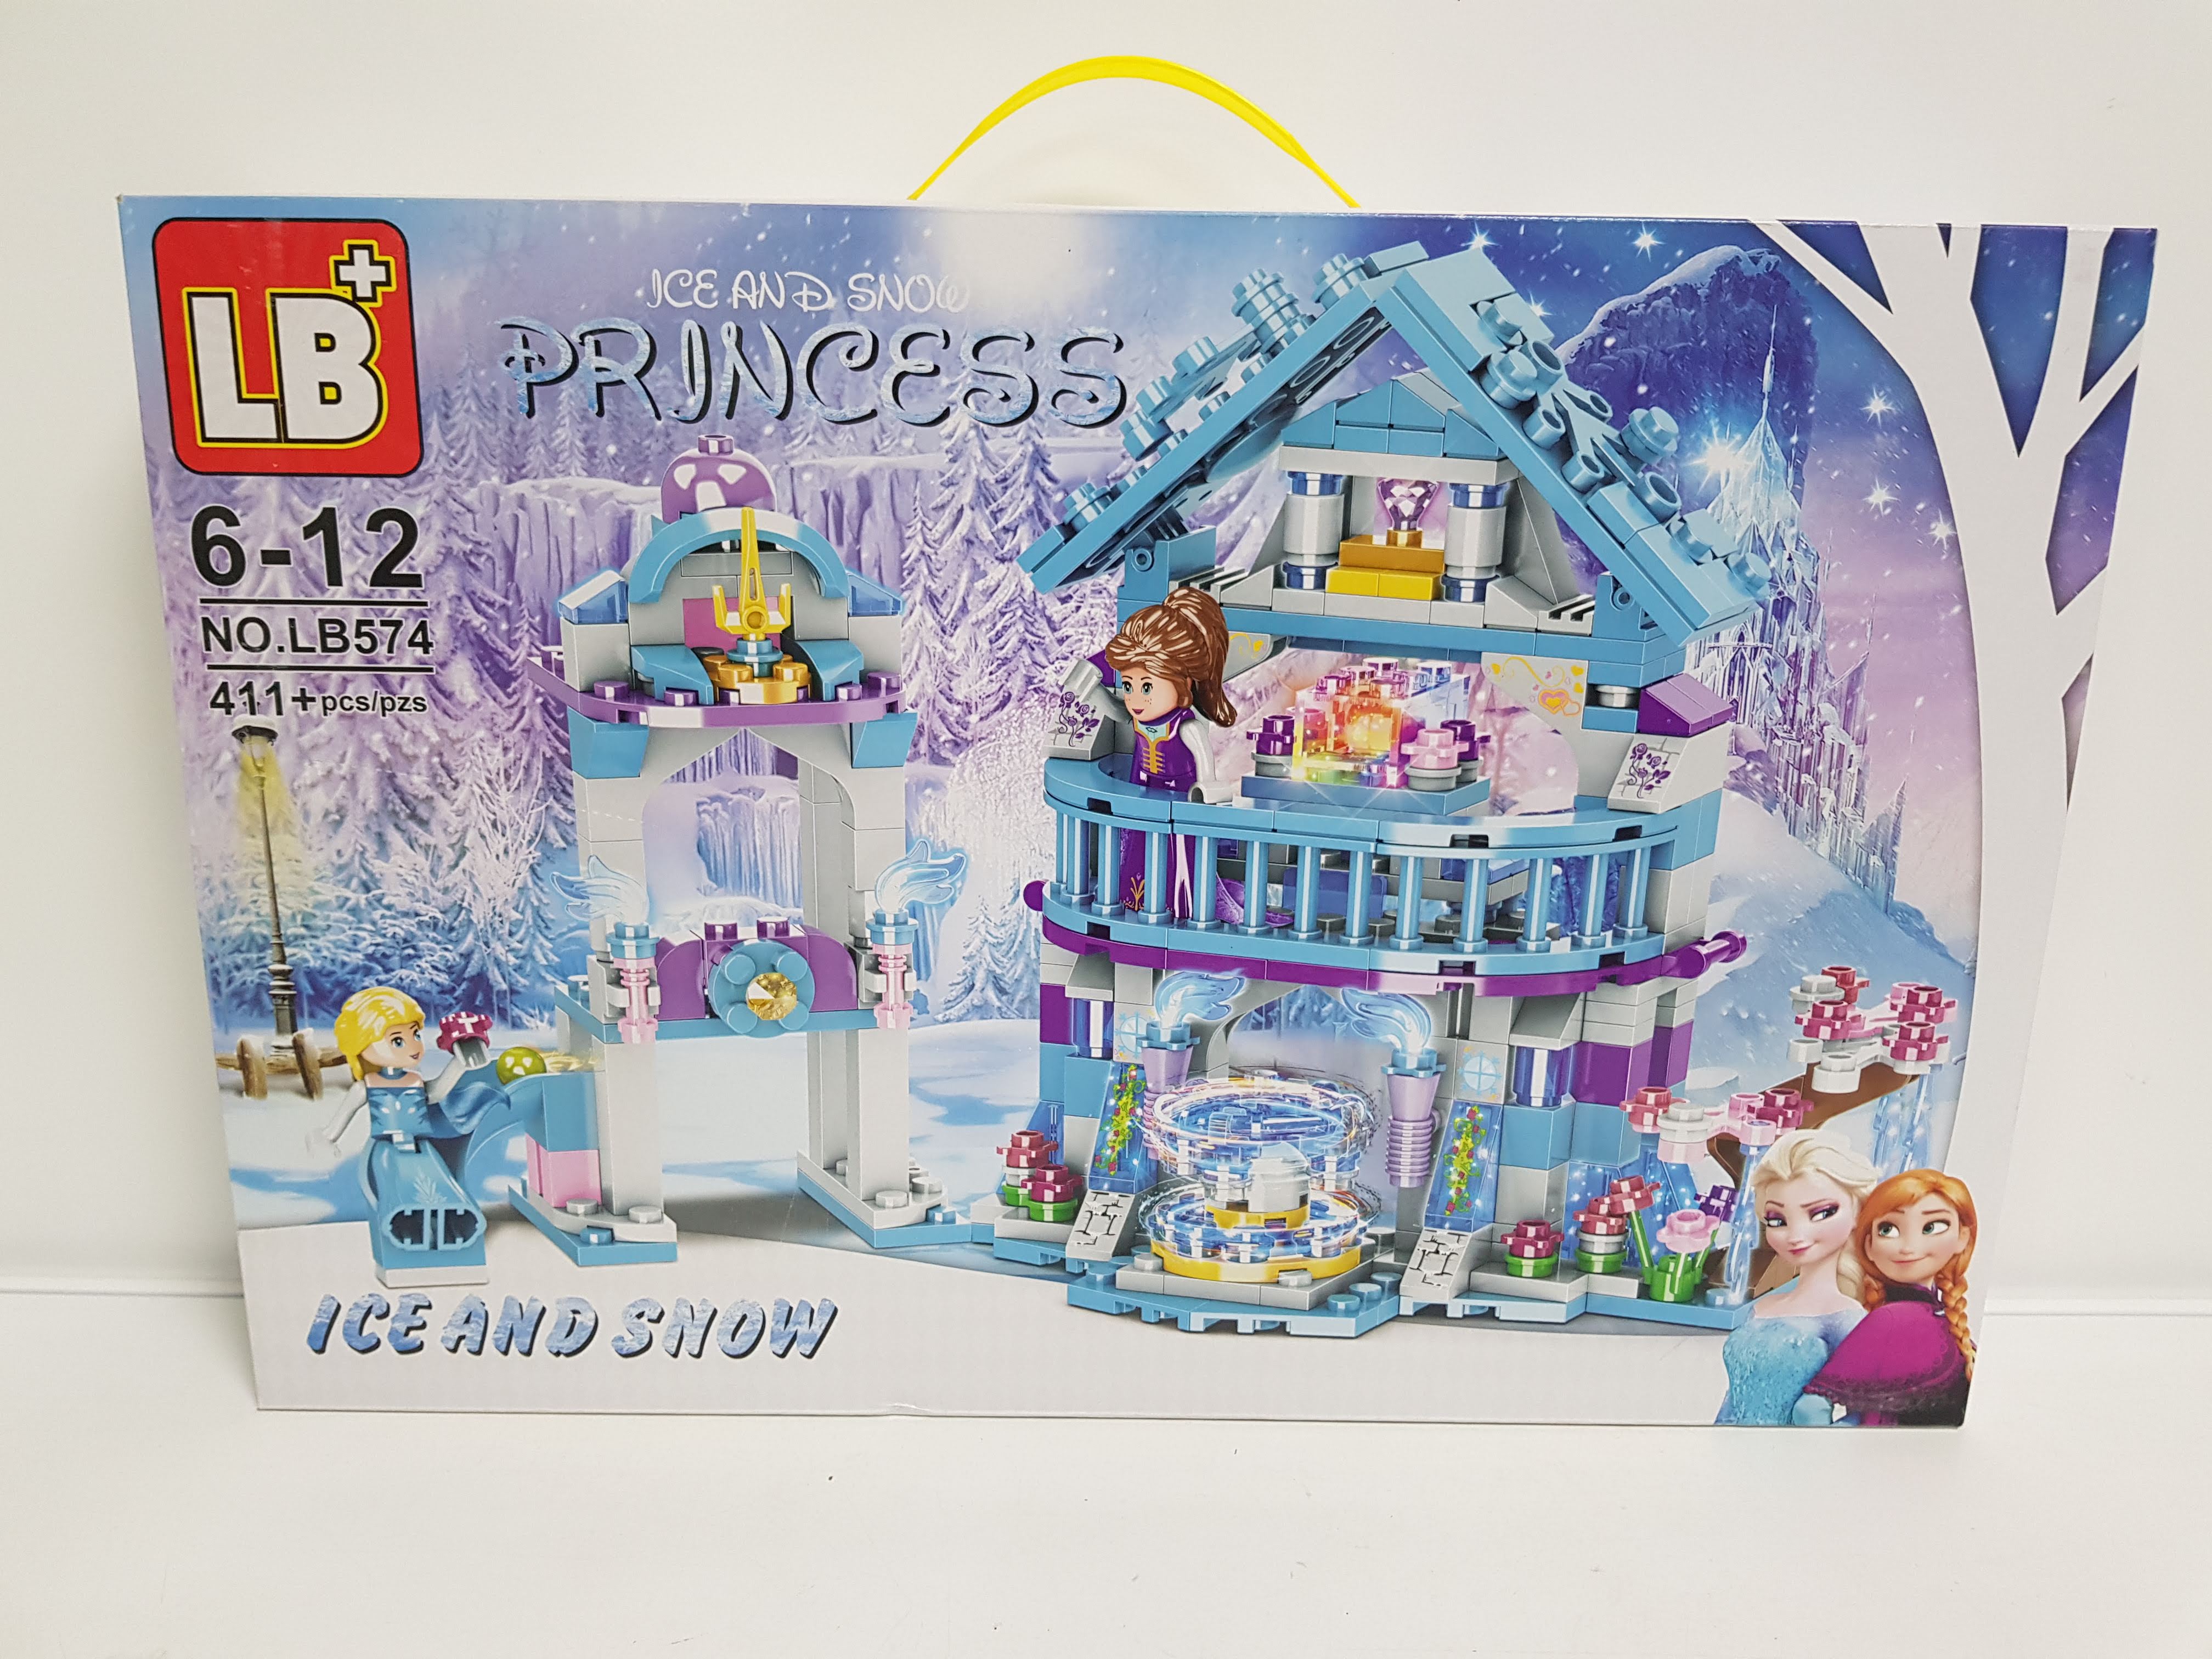 LB+
ICE AND SNOW
PRINCESS
6-12
NO.LB574
411+pcs/pzs
ICE AND SNOW